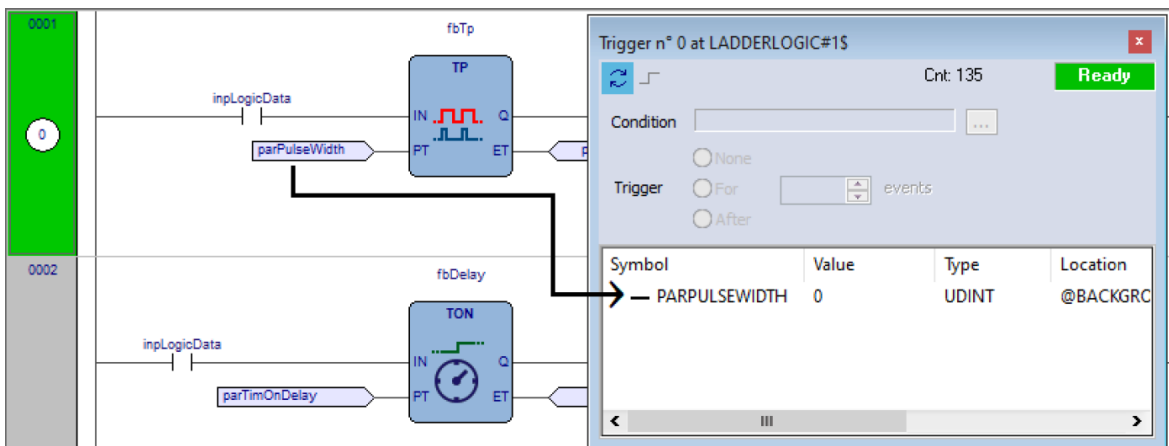 0001
fbTp
TP
inpLogicData
IN
Q
0
parPulseWidth
PT
ET
p
0002
fbDelay
TON
inpLogicData
IN
Q
parTimOnDelay
PT
ET
Trigger n° 0 at LADDERLOGIC#1$
x
Cnt: 135
Ready
Condition
...
None
Trigger
For
events
After
Symbol Value Type Location
PARPULSEWIDTH 0 UDINT @BACKGRC